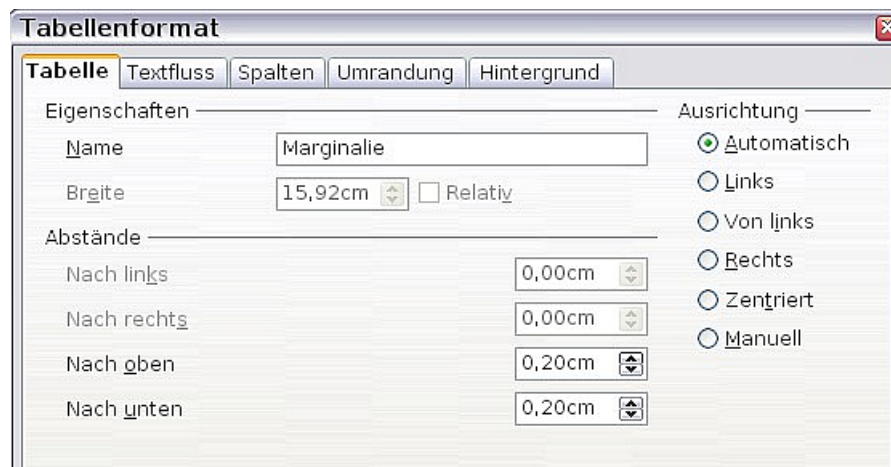 Tabellenformat
Tabelle Textfluss Spalten Umrandung Hintergrund
Eigenschaften
Name Marginalie
Breite 15,92cm Relativ
Abstände
Nach links 0,00cm
Nach rechts 0,00cm
Nach oben 0,20cm
Nach unten 0,20cm
Ausrichtung
Automatisch
Links
Von links
Rechts
Zentriert
Manuell